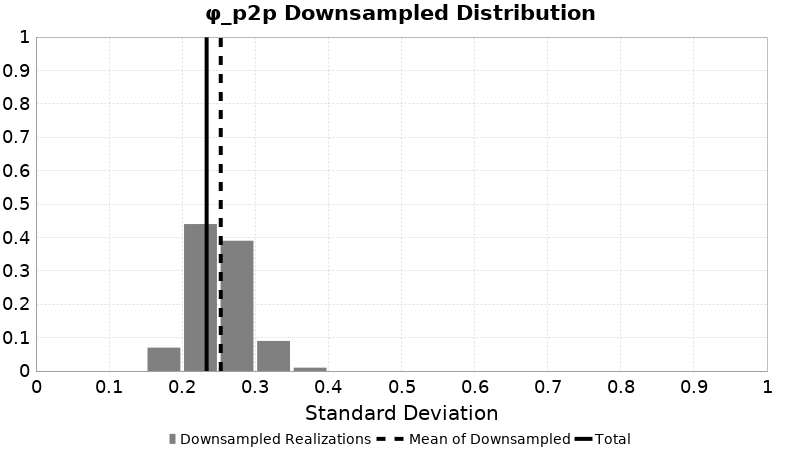 φ_p2p Downsampled Distribution
1
0.9
0.8
0.7
0.6
0.5
0.4
0.3
0.2
0.1
0
0 0.1 0.2 0.3 0.4 0.5 0.6 0.7 0.8 0.9 1
Standard Deviation
Downsampled Realizations Mean of Downsampled Total